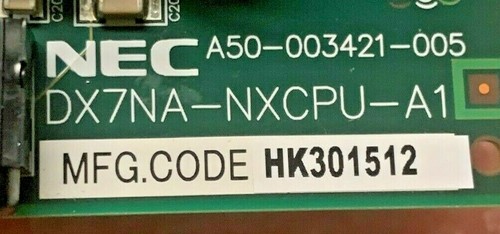 NEC A50-003421-005
DX7NA-NXCPU-A1
MFG.CODE HK301512